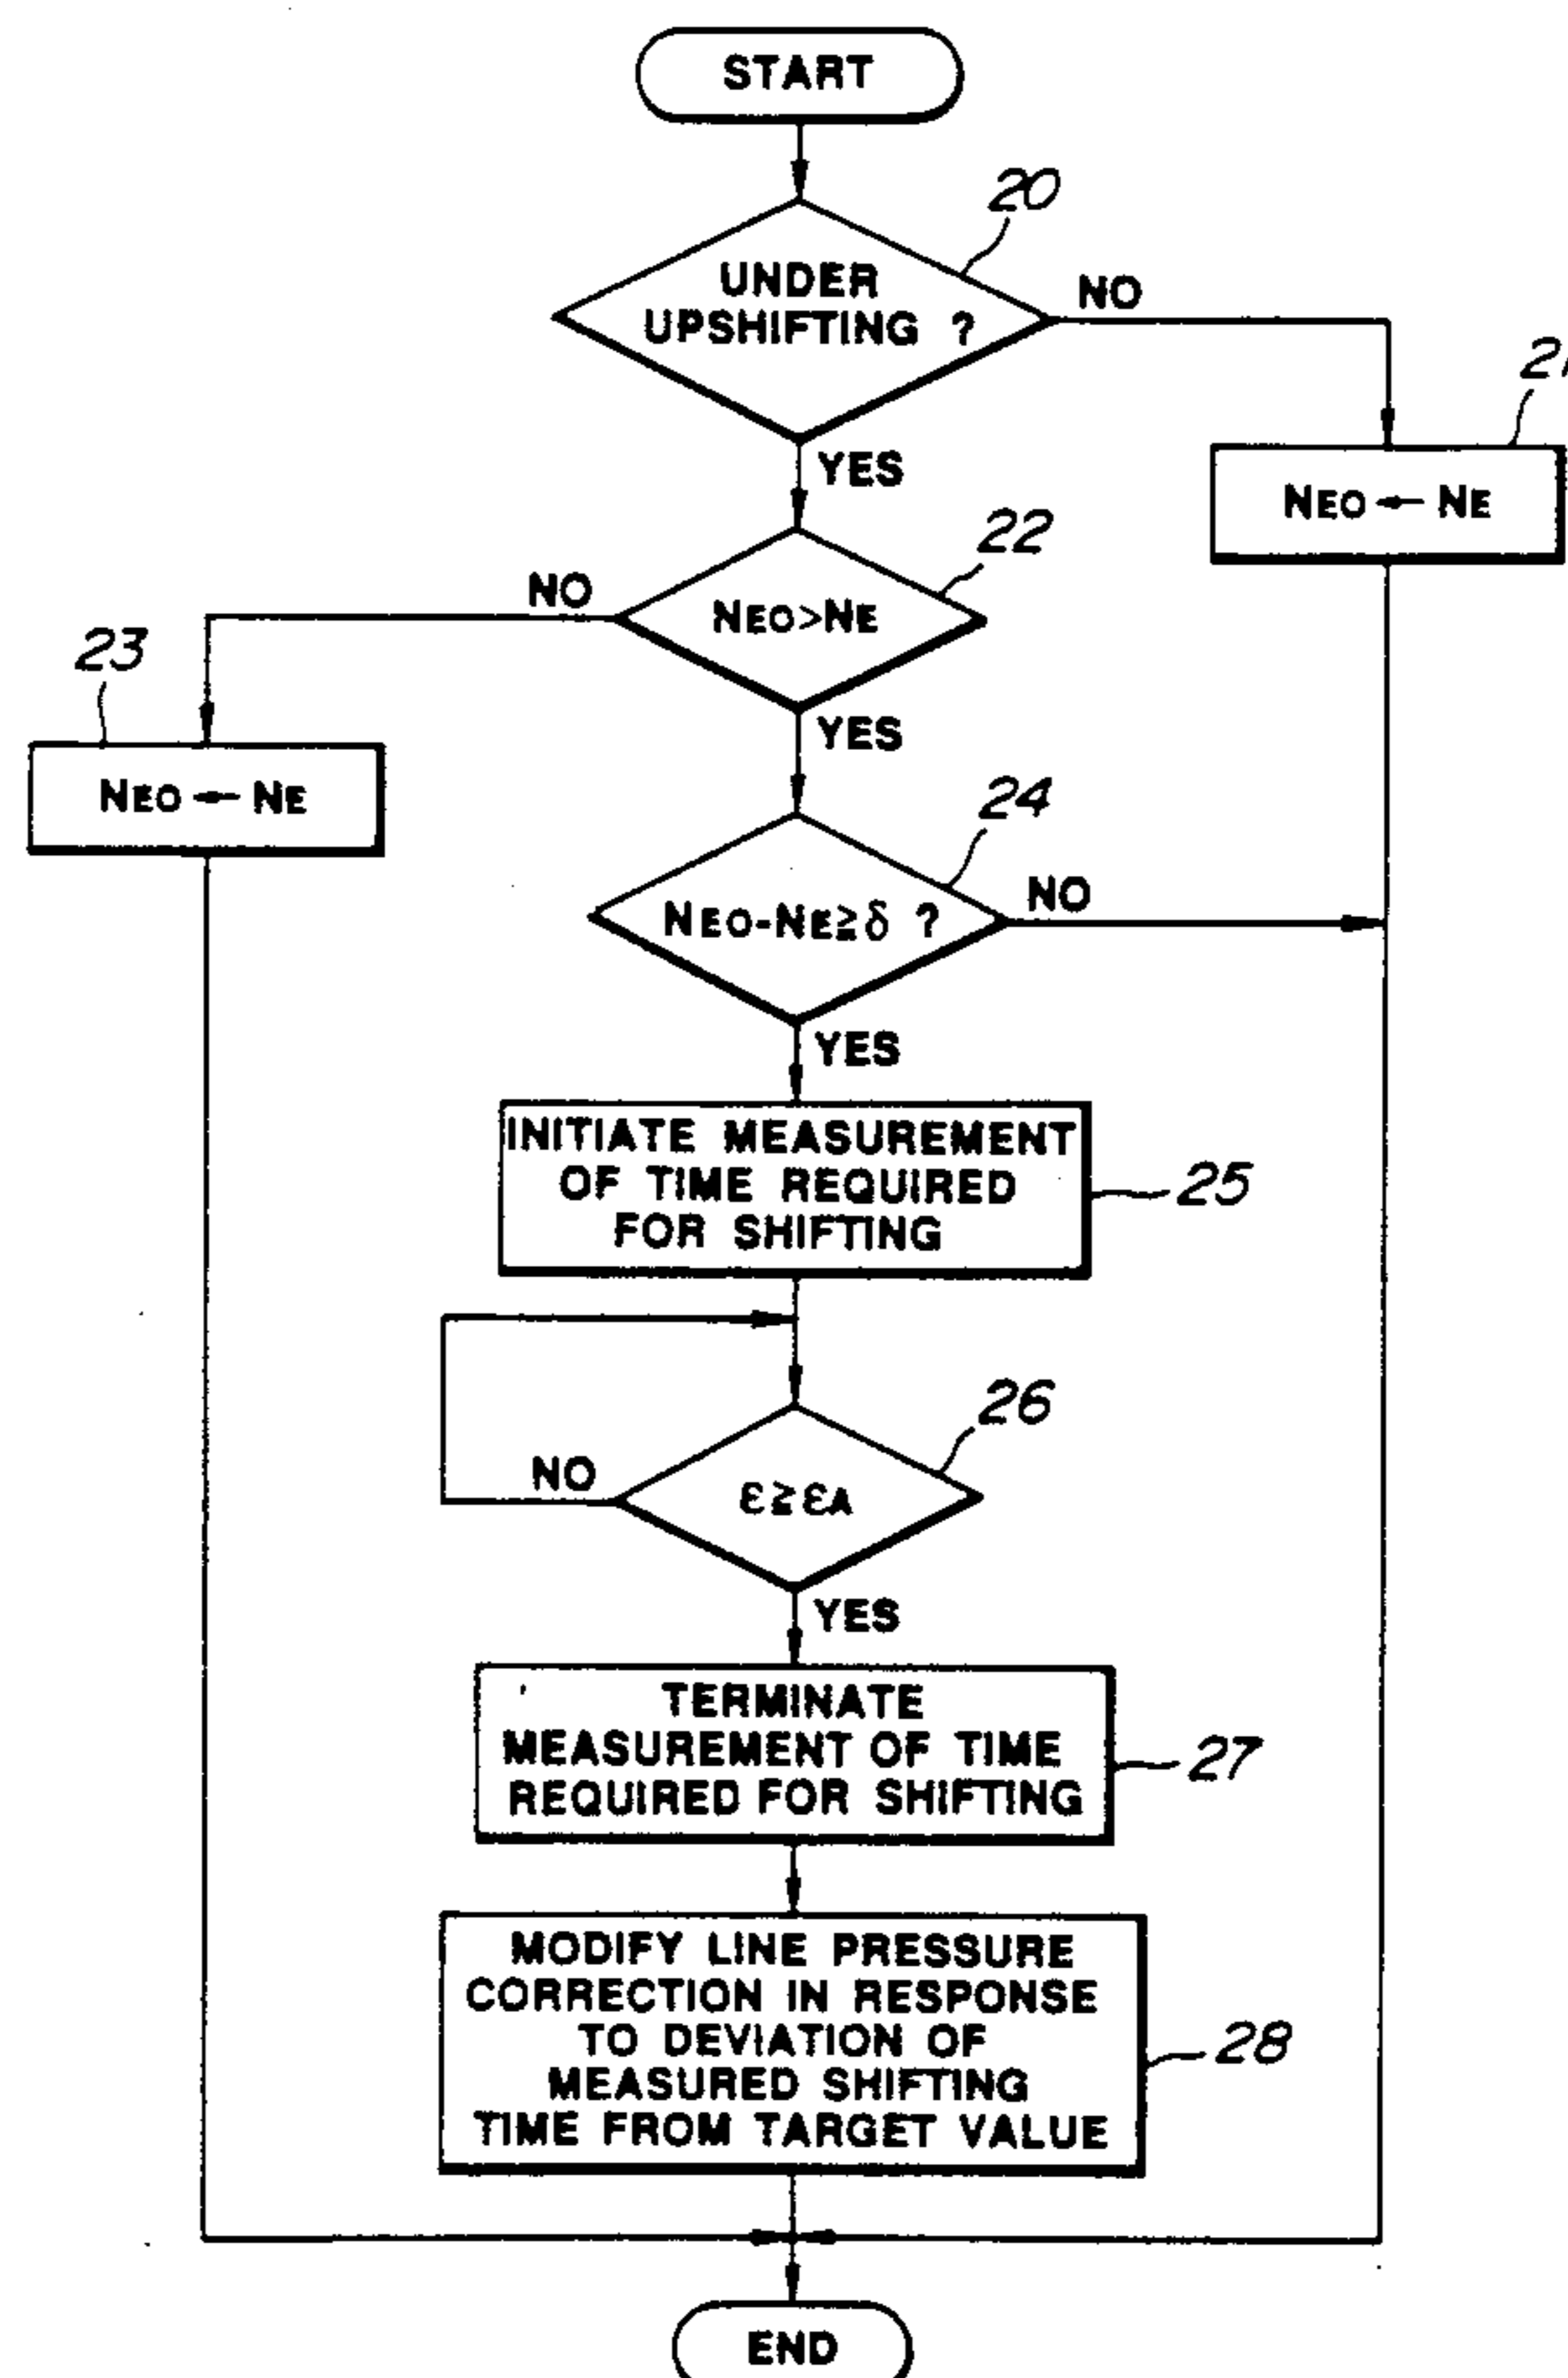 START
20
UNDER
UPSHIFTING ?
NO
YES
21
NEO ← NE
22
NEO>NE
NO
23
NEO ← NE
YES
24
NEO-NE≧δ ?
NO
YES
INITIATE MEASUREMENT
OF TIME REQUIRED
FOR SHIFTING
25
26
ε≧εA
NO
YES
TERMINATE
MEASUREMENT OF TIME
REQUIRED FOR SHIFTING
27
MODIFY LINE PRESSURE
CORRECTION IN RESPONSE
TO DEVIATION OF
MEASURED SHIFTING
TIME FROM TARGET VALUE
28
END